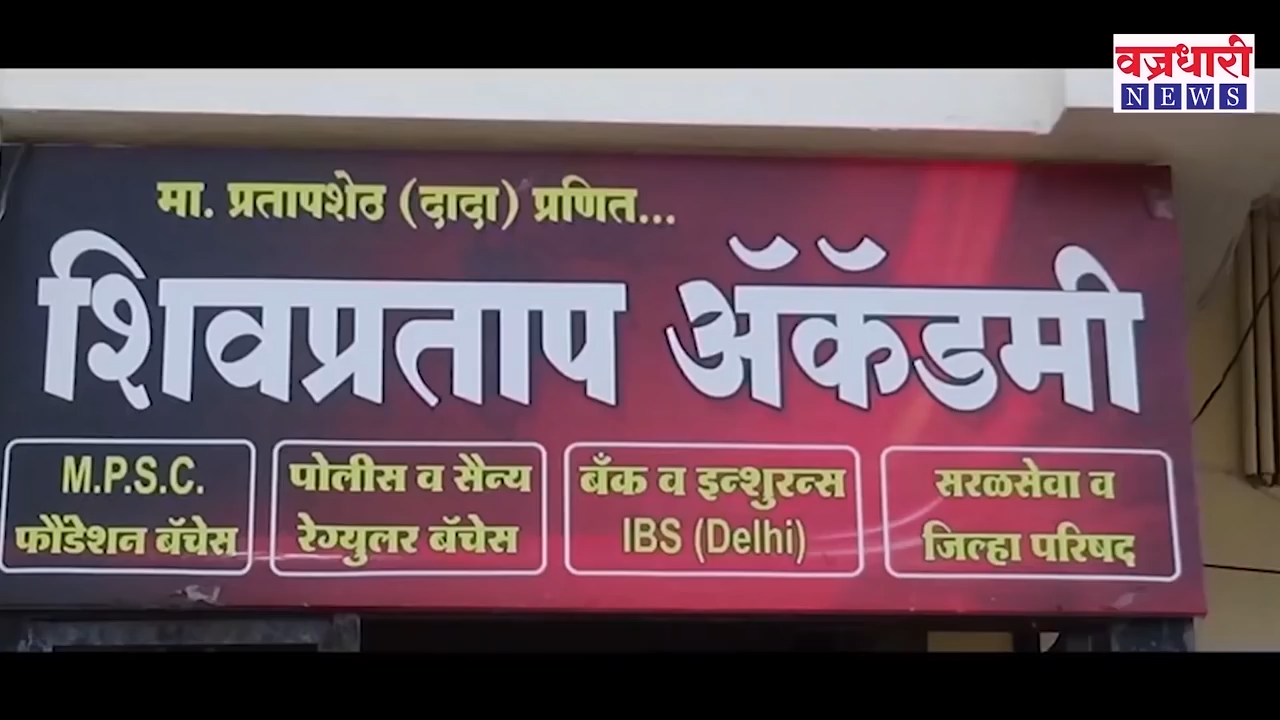 वज्रधारी
NEWS
मा. प्रतापशेठ (दादा) प्रणित...
शिवप्रताप ॲकॅडमी
M.P.S.C.
फौंडेशन बॅचेस
पोलीस व सैन्य
रेग्युलर बॅचेस
बँक व इन्शुरन्स
IBS (Delhi)
सरळसेवा व
जिल्हा परिषद